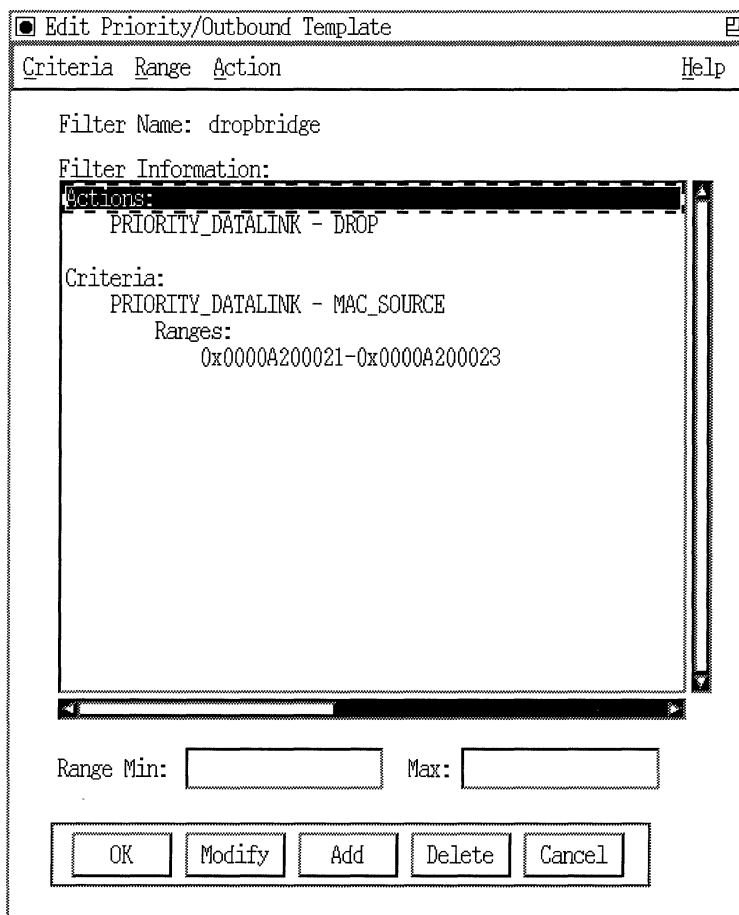 Edit Priority/Outbound Template
Criteria Range Action Help
Filter Name: dropbridge
Filter Information:
Actions:
PRIORITY_DATALINK - DROP
Criteria:
PRIORITY_DATALINK - MAC_SOURCE
Ranges:
0x0000A200021-0x0000A200023
Range Min: Max:
OK Modify Add Delete Cancel